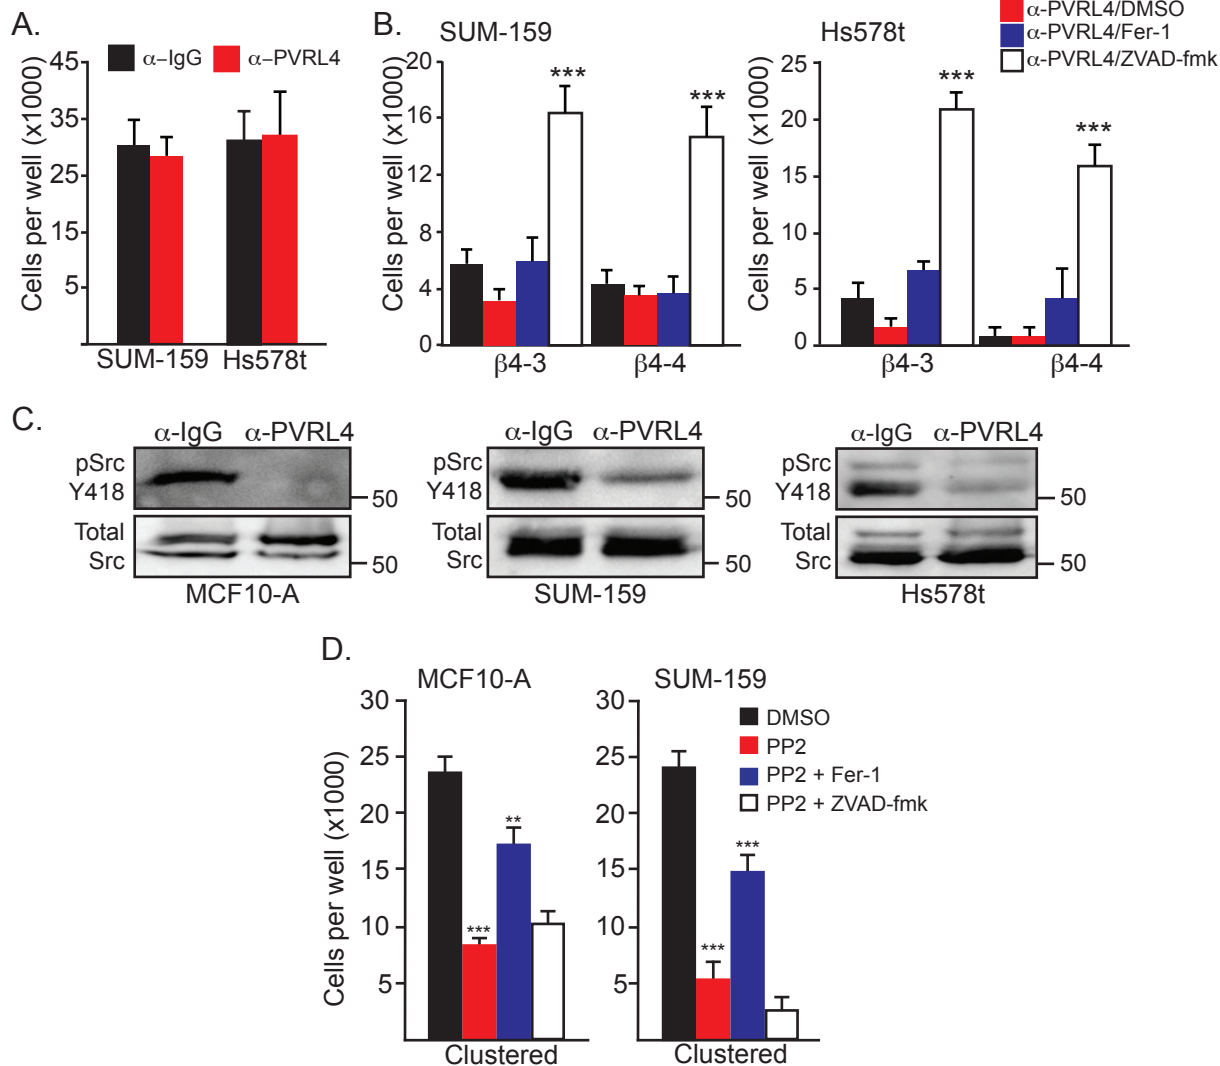 A.
α–IgG α–PVRL4
Cells per well (x1000)
45
35
25
15
5
SUM-159 Hs578t
B.
SUM-159
Cells per well (x1000)
20
16
12
8
4
0
*** ***
β4-3 β4-4
Hs578t
α-PVRL4/DMSO
α-PVRL4/Fer-1
α-PVRL4/ZVAD-fmk
Cells per well (x1000)
25
20
15
10
5
0
*** ***
β4-3 β4-4
C.
α-IgG α-PVRL4
pSrc
Y418
50
Total
Src
50
MCF10-A
α-IgG α-PVRL4
pSrc
Y418
50
Total
Src
50
SUM-159
α-IgG α-PVRL4
pSrc
Y418
50
Total
Src
50
Hs578t
D.
MCF10-A
Cells per well (x1000)
30
25
20
15
10
5
*** **
Clustered
SUM-159
30
25
20
15
10
5
*** ***
Clustered
DMSO
PP2
PP2 + Fer-1
PP2 + ZVAD-fmk